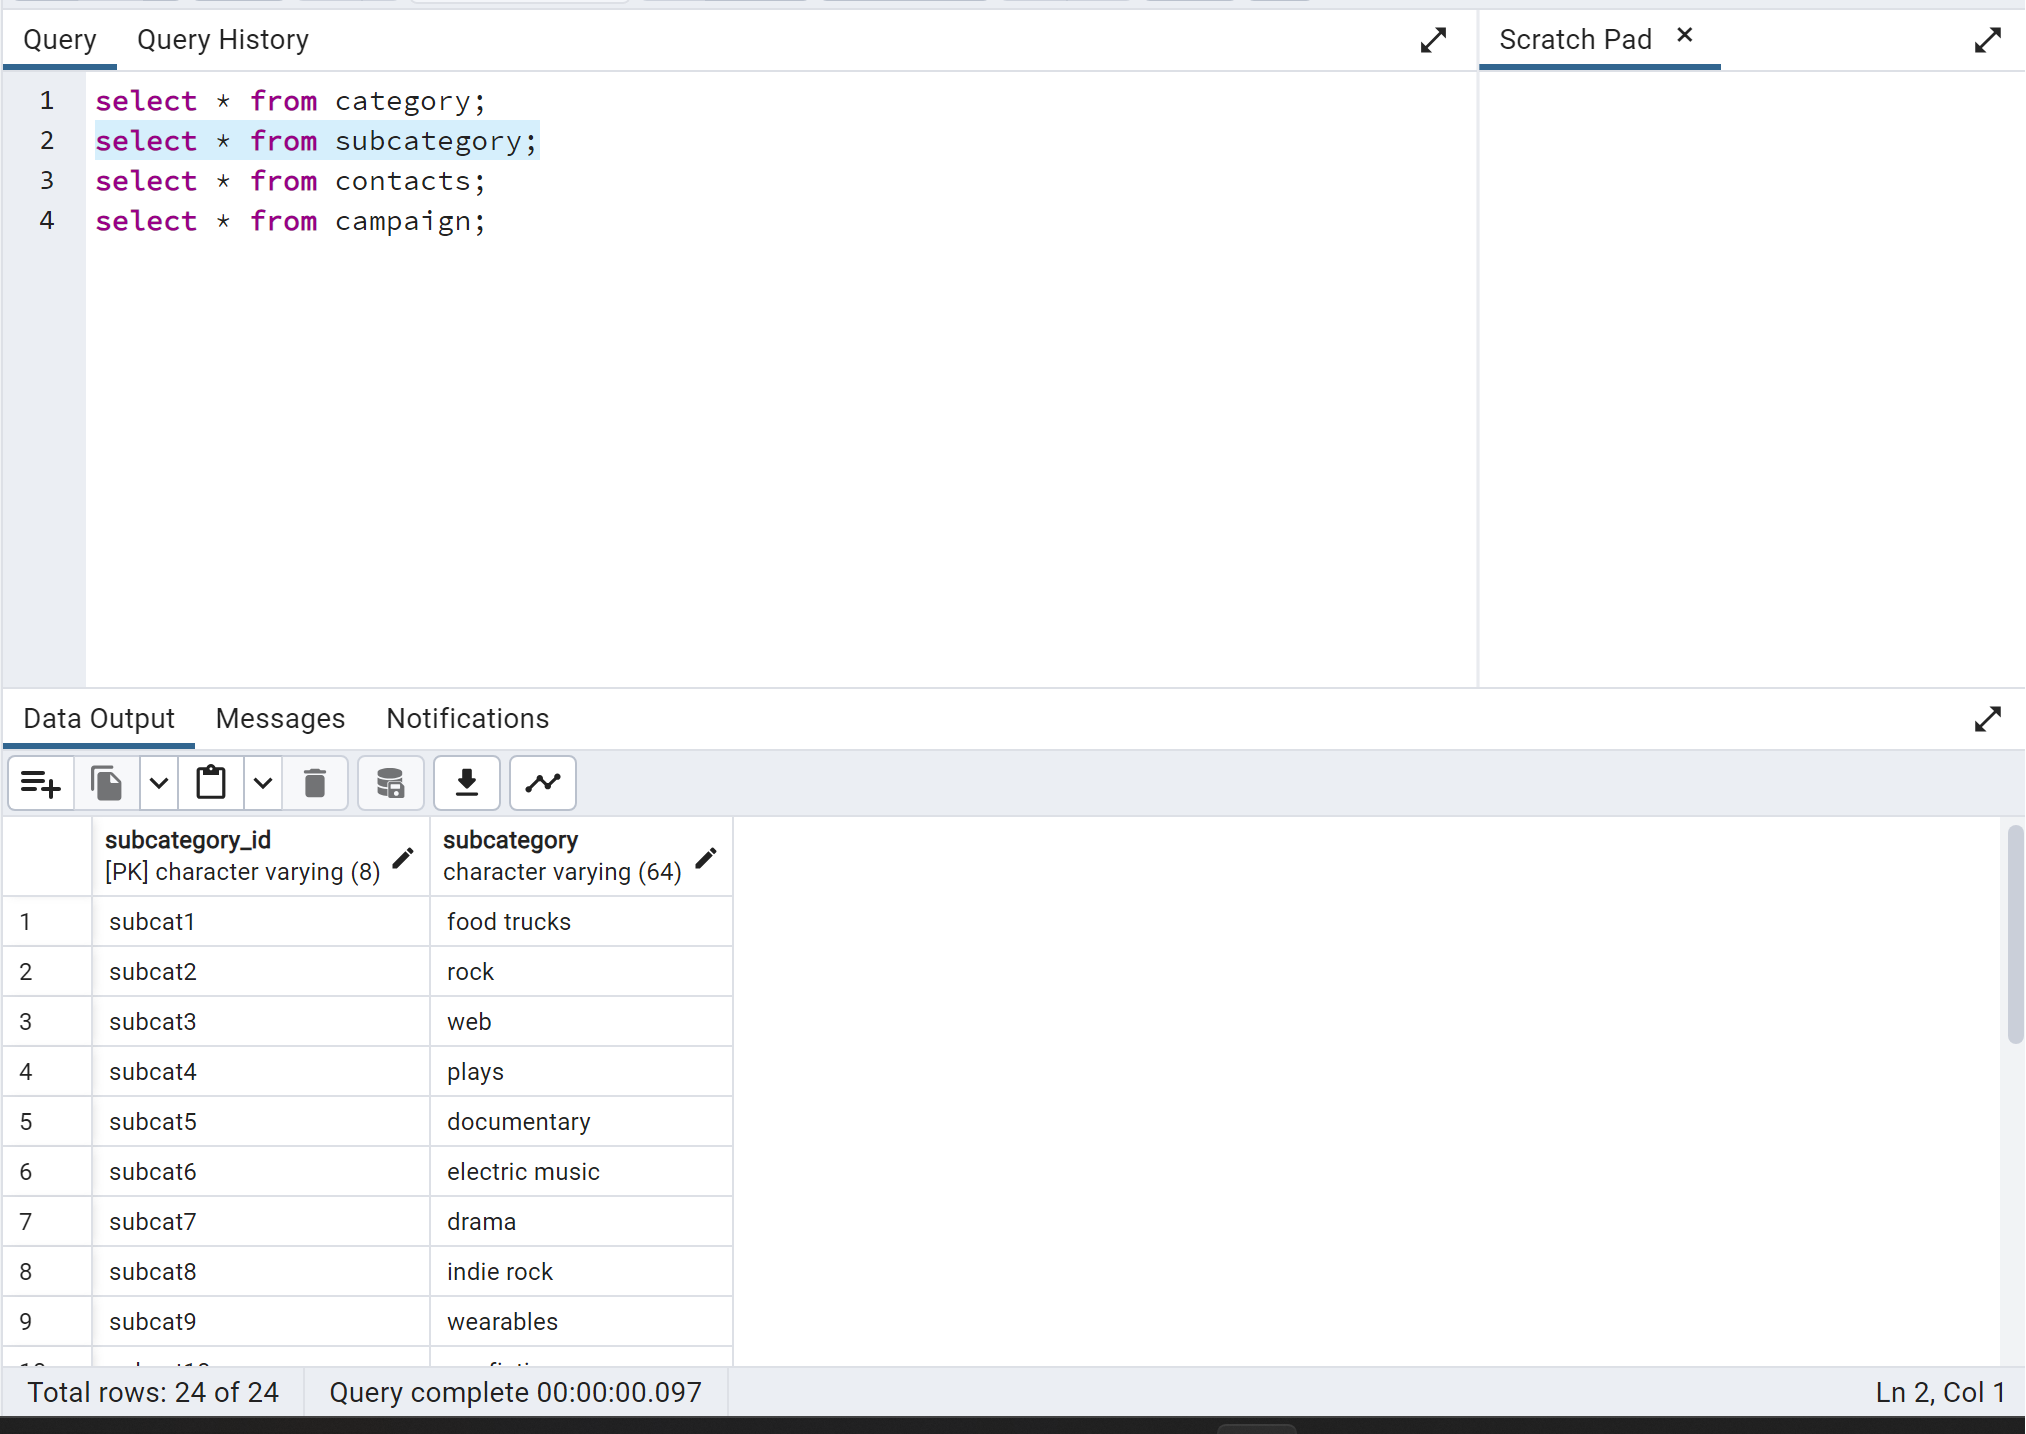 Query Query History
Scratch Pad ×
1 select * from category;
2 select * from subcategory;
3 select * from contacts;
4 select * from campaign;
Data Output Messages Notifications
subcategory_id subcategory
[PK] character varying (8) character varying (64)
1 subcat1 food trucks
2 subcat2 rock
3 subcat3 web
4 subcat4 plays
5 subcat5 documentary
6 subcat6 electric music
7 subcat7 drama
8 subcat8 indie rock
9 subcat9 wearables
Total rows: 24 of 24 Query complete 00:00:00.097 Ln 2, Col 1